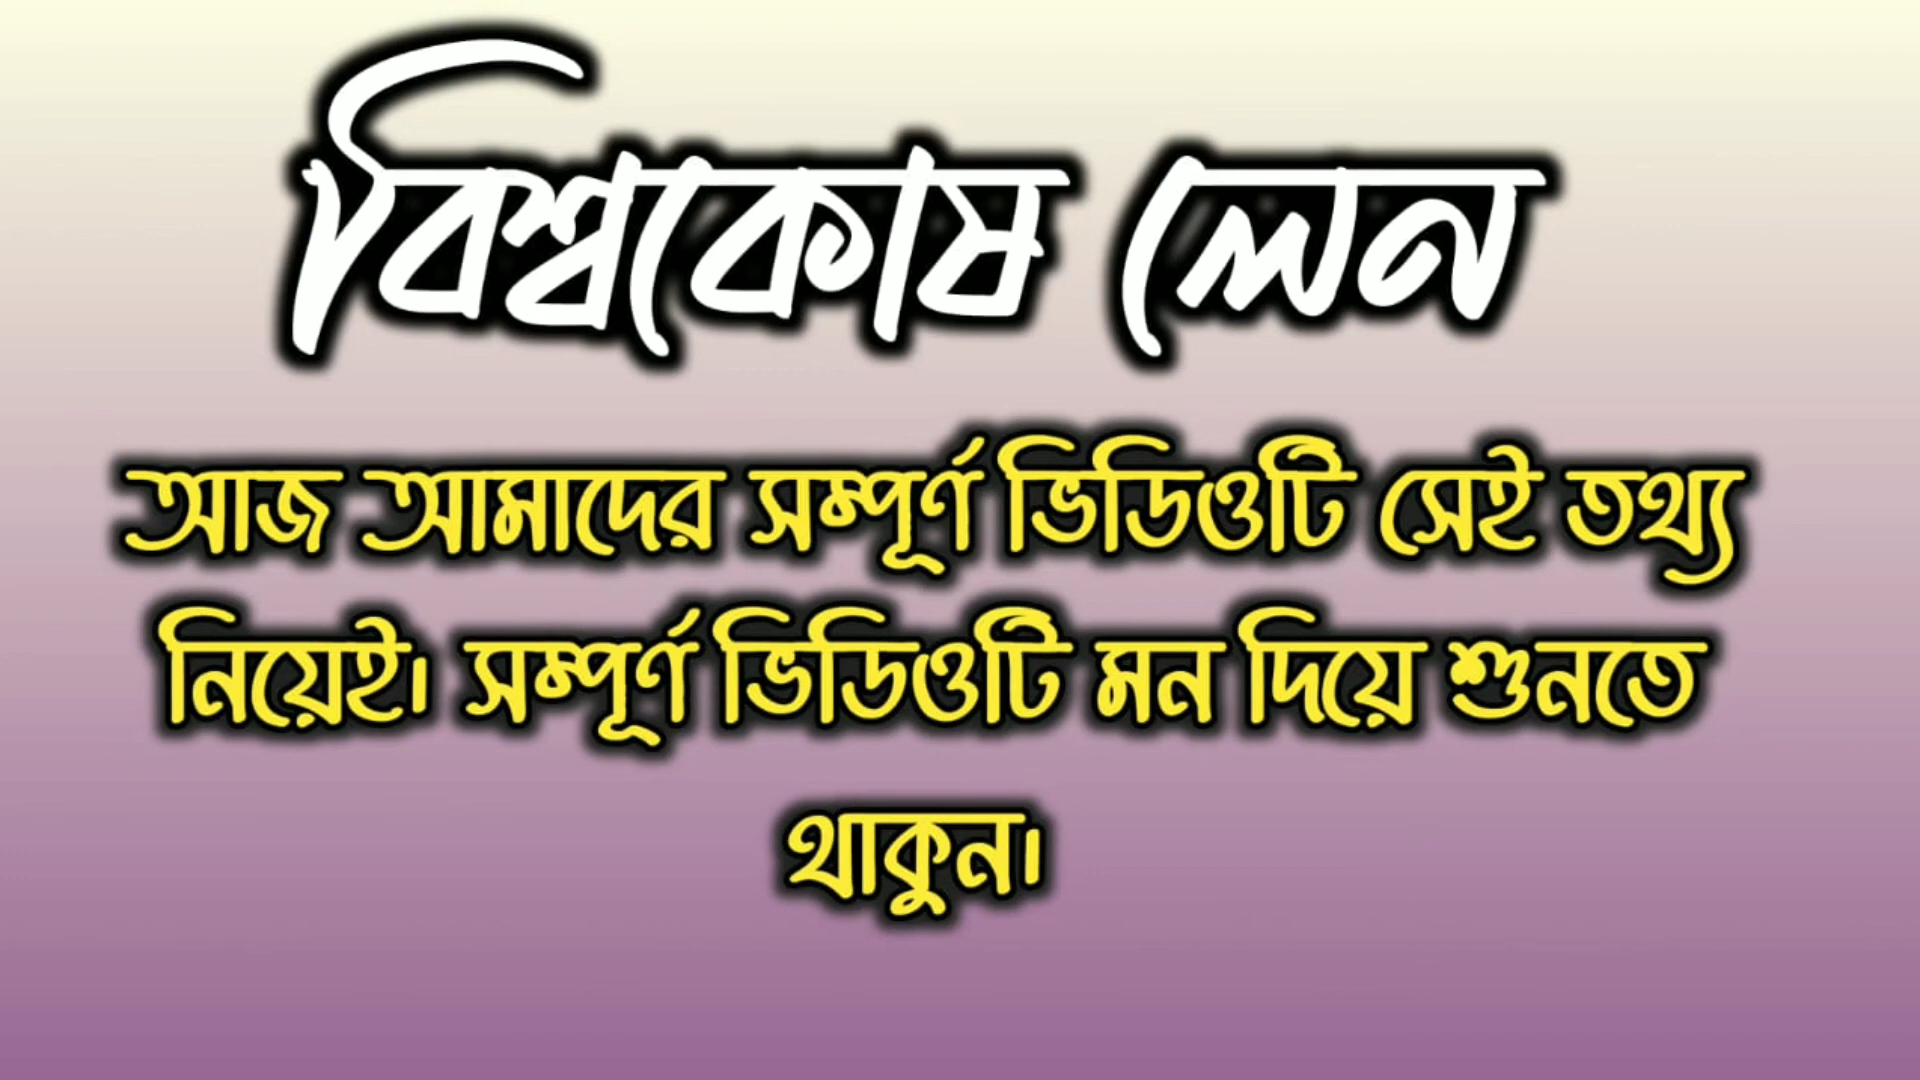 বিশ্বকোষ লেন
আজ আমাদের সম্পূর্ণ ভিডিওটি সেই তথ্য
নিয়েই। সম্পূর্ণ ভিডিওটি মন দিয়ে শুনতে
থাকুন।